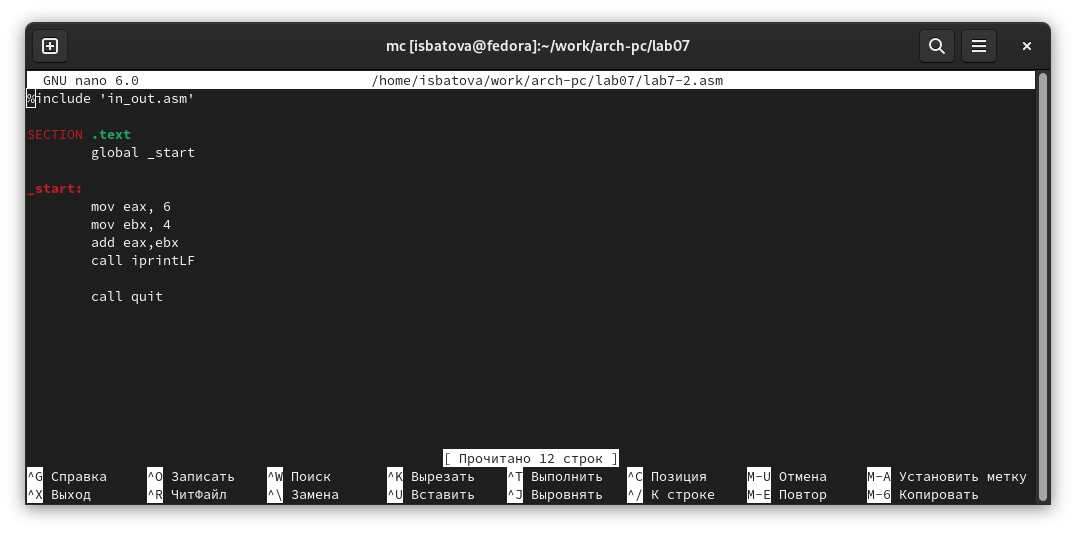 mc [isbatova@fedora]:~/work/arch-pc/lab07
GNU nano 6.0 /home/isbatova/work/arch-pc/lab07/lab7-2.asm
%include 'in_out.asm'
SECTION .text
global _start
_start:
mov eax, 6
mov ebx, 4
add eax,ebx
call iprintLF
call quit
[ Прочитано 12 строк ]
^G Справка ^O Записать ^W Поиск ^K Вырезать ^T Выполнить ^C Позиция M-U Отмена M-A Установить метку
^X Выход ^R ЧитФайл ^\ Замена ^U Вставить ^J Выровнять ^/ К строке M-E Повтор M-6 Копировать